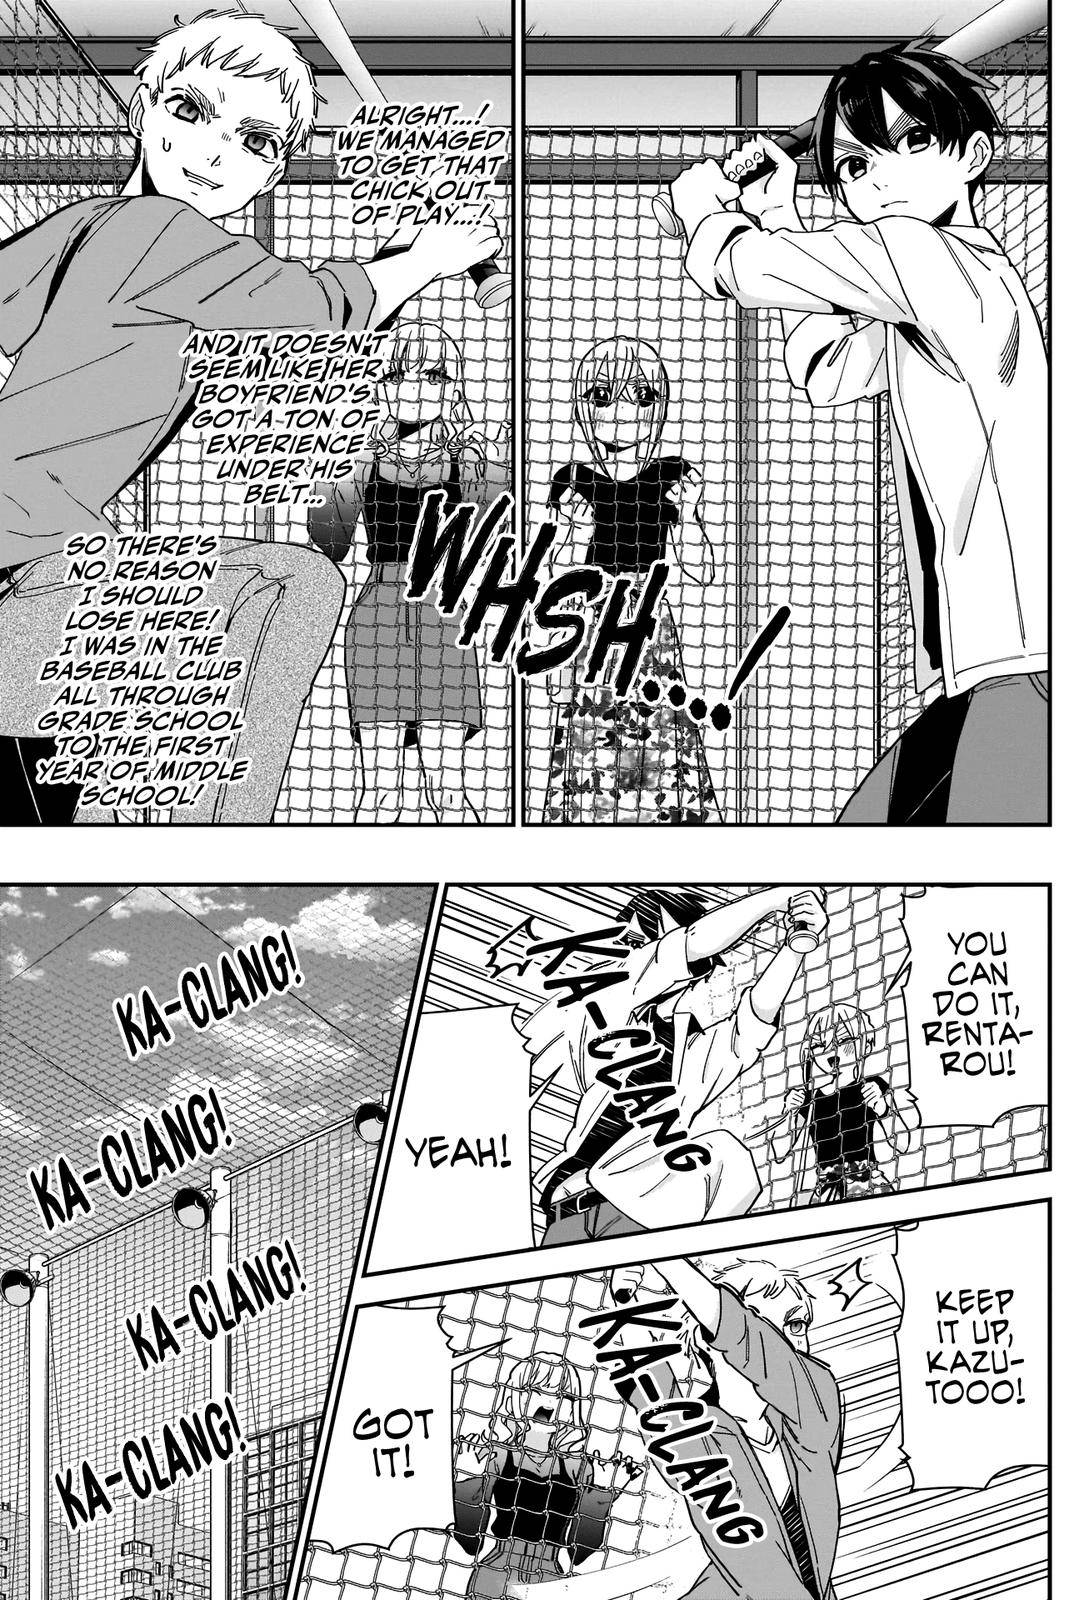 ALRIGHT...!
WE MANAGED
TO GET THAT
CHICK OUT
OF PLAY...!
AND IT DOESN'T
SEEM LIKE HER
BOYFRIEND'S
GOT A TON OF
EXPERIENCE
UNDER HIS
BELT...
SO THERE'S
NO REASON
I SHOULD
LOSE HERE!
I WAS IN THE
BASEBALL CLUB
ALL THROUGH
GRADE SCHOOL
TO THE FIRST
YEAR OF MIDDLE
SCHOOL!
WHSH...!
YOU
CAN
DO IT,
RENTA-
ROU!
KA-CLANG
YEAH!
KEEP
IT UP,
KAZU-
TOOO!
KA-CLANG
GOT
IT!
KA-CLANG!
KA-CLANG!
KA-CLANG!
KA-CLANG!